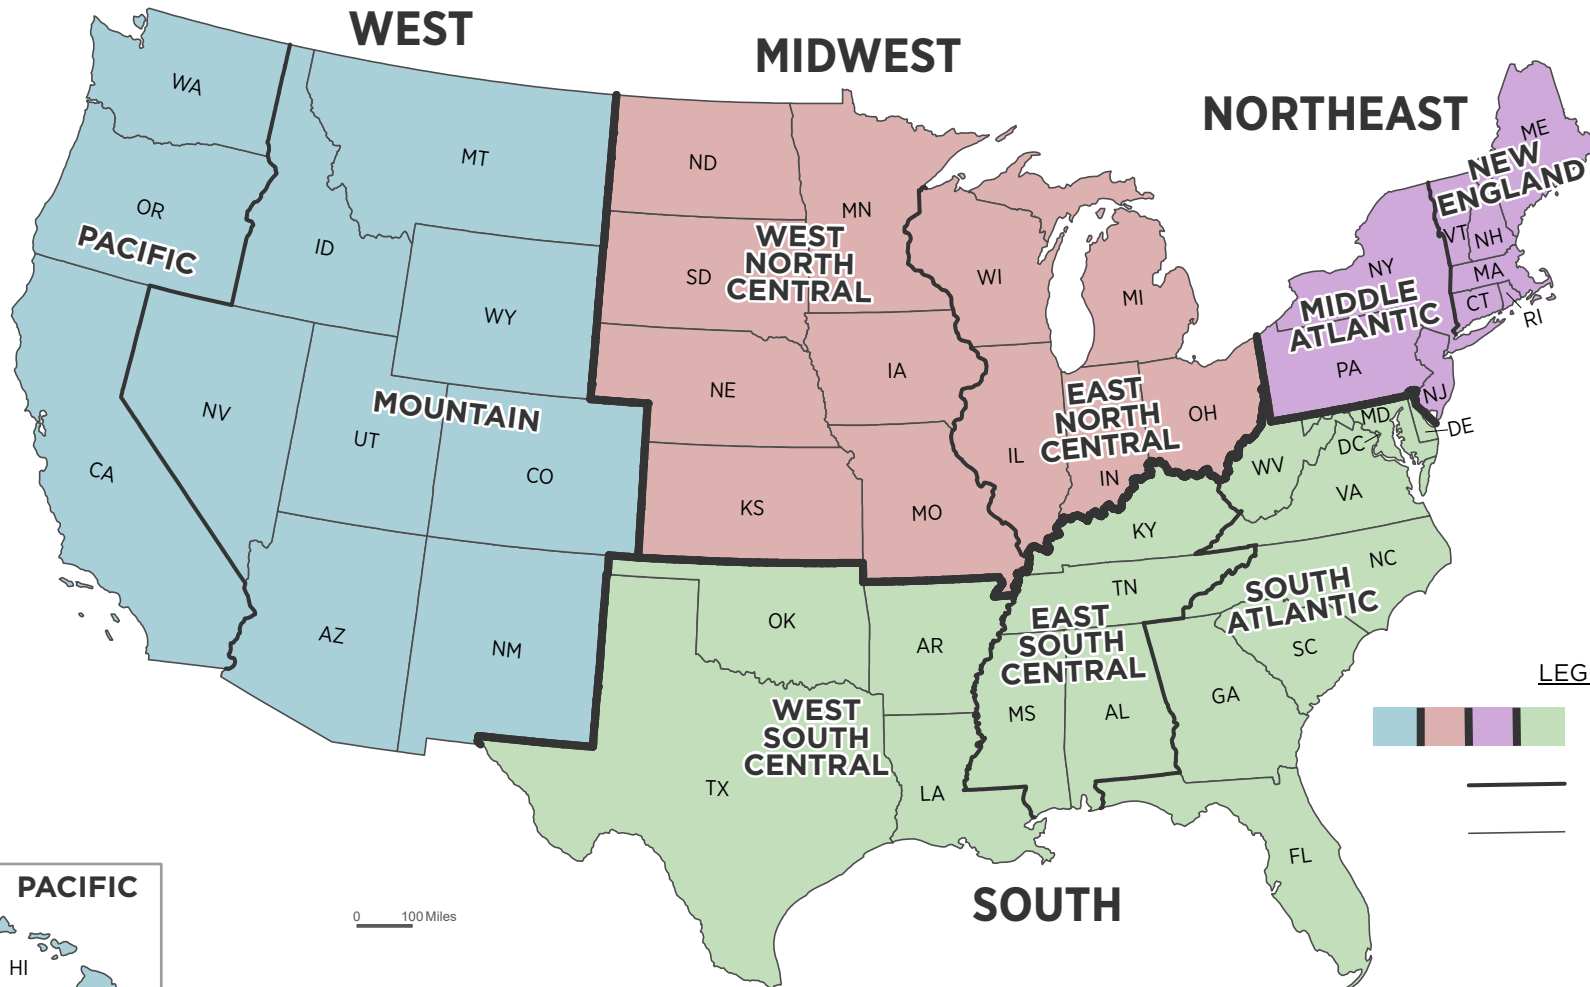 WEST
MIDWEST
NORTHEAST
WA
MT
OR
PACIFIC
ID
WY
NV
MOUNTAIN
UT
CA
CO
AZ
NM
ND
MN
WEST
NORTH
CENTRAL
SD
WI
MI
IA
NE
EAST
NORTH
CENTRAL
OH
IL
IN
KS
MO
ME
NEW
ENGLAND
VT
NH
NY
MA
MIDDLE
ATLANTIC
CT
RI
PA
NJ
MD
DE
DC
WV
VA
KY
NC
TN
SOUTH
ATLANTIC
OK
AR
EAST
SOUTH
CENTRAL
SC
MS
AL
GA
WEST
SOUTH
CENTRAL
TX
LA
FL
SOUTH
LEG
PACIFIC
HI
0 100 Miles